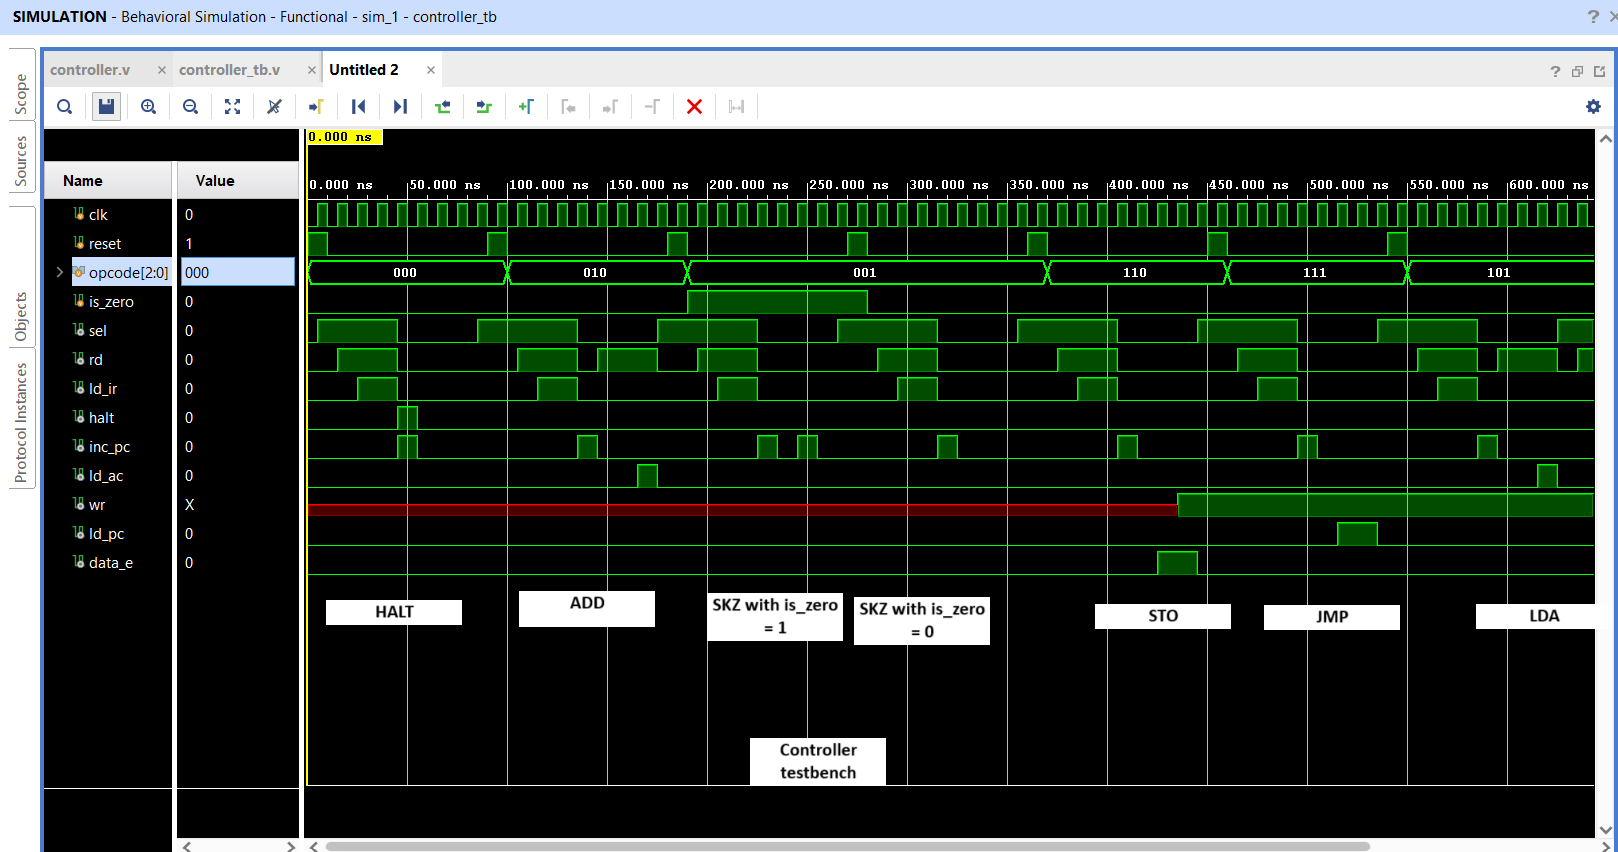 SIMULATION - Behavioral Simulation - Functional - sim_1 - controller_tb
?
Scope
Sources
Objects
Protocol Instances
controller.v
controller_tb.v
Untitled 2
?
0.000 ns
Name
Value
0.000 ns
50.000 ns
100.000 ns
150.000 ns
200.000 ns
250.000 ns
300.000 ns
350.000 ns
400.000 ns
450.000 ns
500.000 ns
550.000 ns
600.000 ns
clk 0
reset 1
opcode[2:0] 000 000 010 001 110 111 101
is_zero 0
sel 0
rd 0
ld_ir 0
halt 0
inc_pc 0
ld_ac 0
wr X
ld_pc 0
data_e 0
HALT
ADD
SKZ with is_zero
= 1
SKZ with is_zero
= 0
STO
JMP
LDA
Controller
testbench